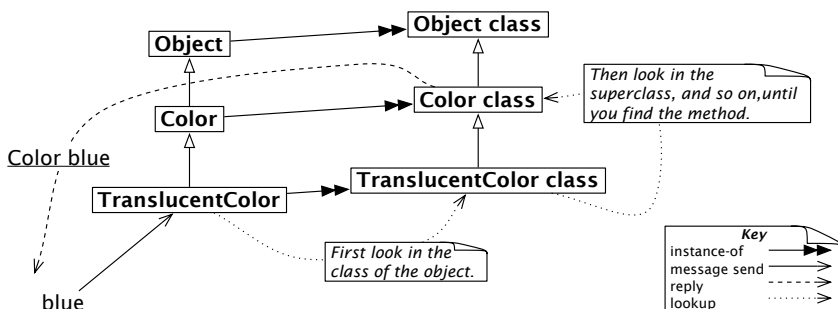 Object
Object class
Then look in the
superclass, and so on,until
you find the method.
Color
Color class
Color blue
TranslucentColor
TranslucentColor class
First look in the
class of the object.
blue
Key
instance-of
message send
reply
lookup